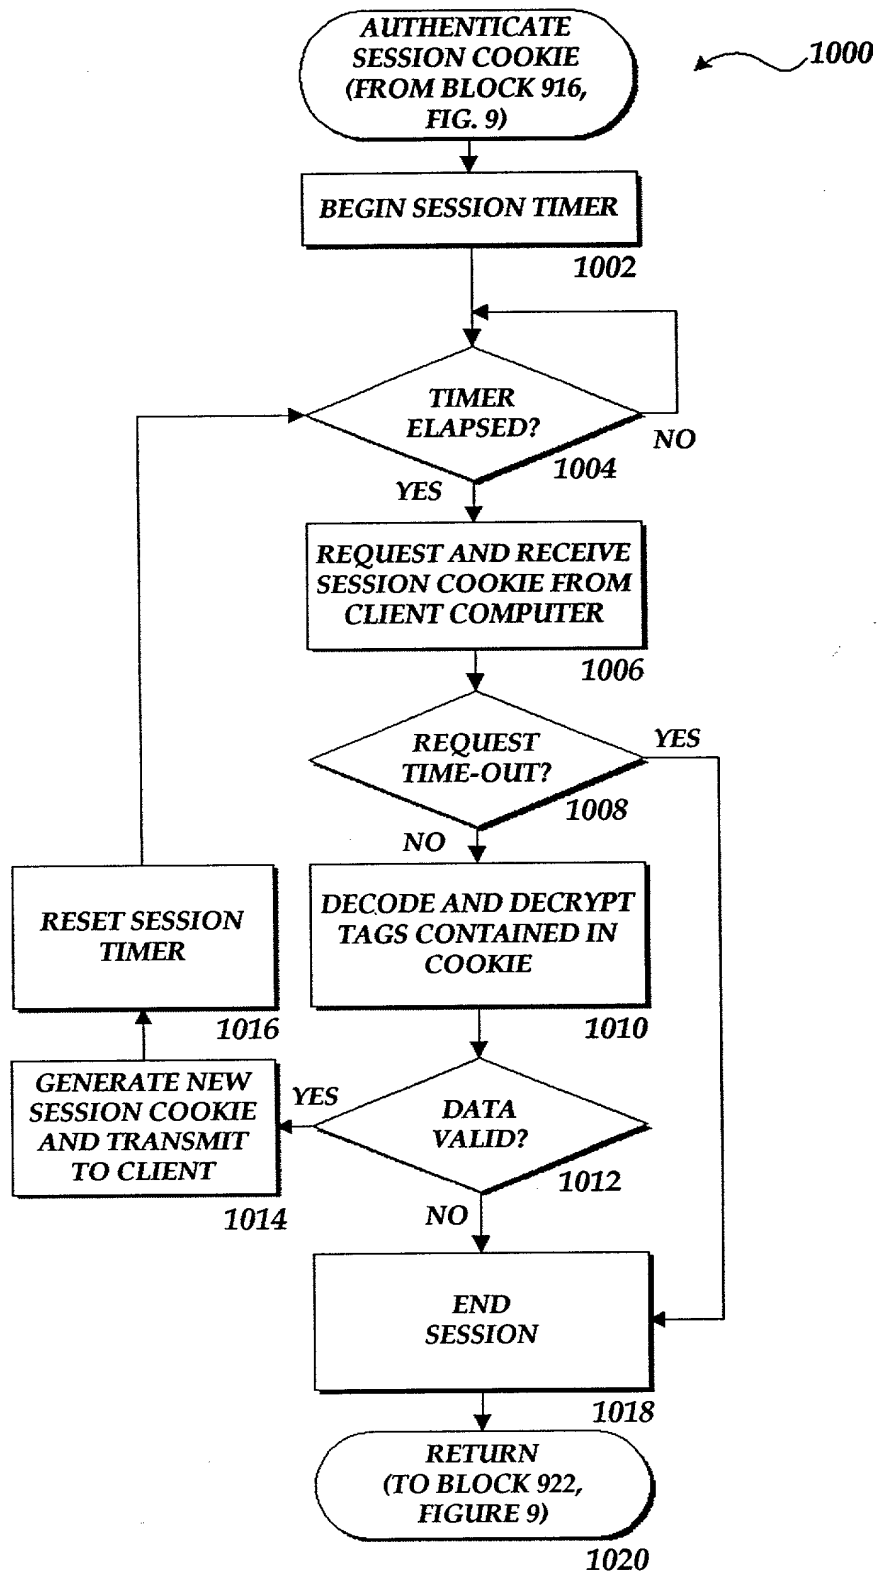 AUTHENTICATE
SESSION COOKIE
(FROM BLOCK 916,
FIG. 9)
1000
BEGIN SESSION TIMER
1002
TIMER
ELAPSED?
1004
NO
YES
REQUEST AND RECEIVE
SESSION COOKIE FROM
CLIENT COMPUTER
1006
REQUEST
TIME-OUT?
1008
YES
NO
DECODE AND DECRYPT
TAGS CONTAINED IN
COOKIE
1010
RESET SESSION
TIMER
1016
GENERATE NEW
SESSION COOKIE
AND TRANSMIT
TO CLIENT
1014
YES
DATA
VALID?
1012
NO
END
SESSION
1018
RETURN
(TO BLOCK 922,
FIGURE 9)
1020